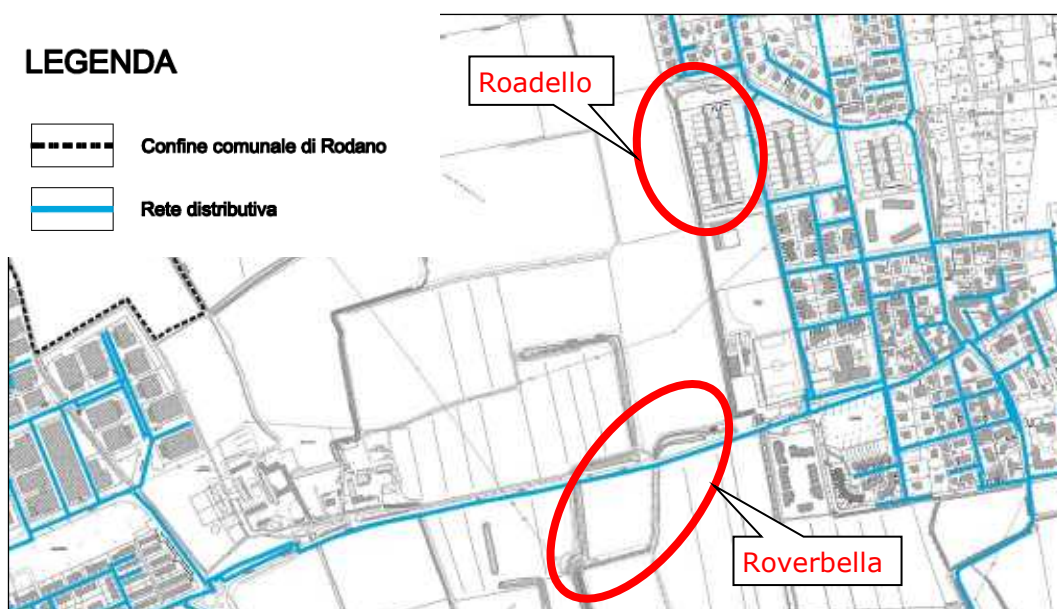 LEGENDA
Confine comunale di Rodano
Rete distributiva
Roadello
Roverbella